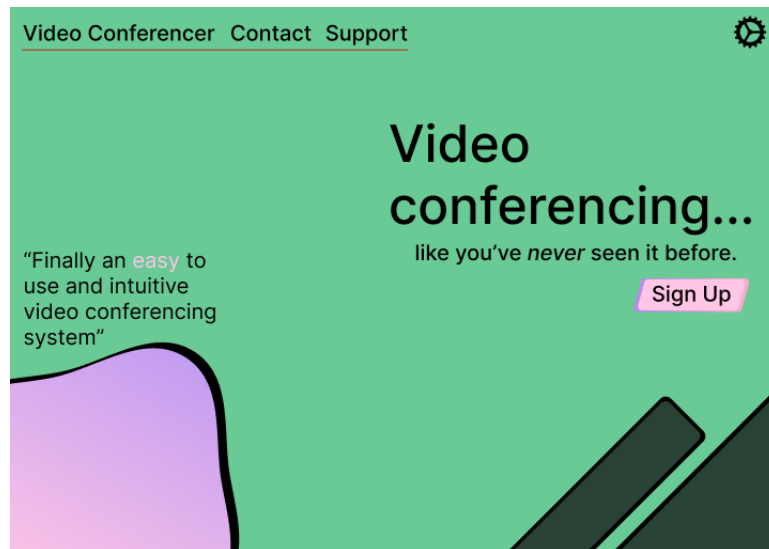 Video Conferencer Contact Support
Video
conferencing...
like you’ve never seen it before.
Sign Up
“Finally an easy to
use and intuitive
video conferencing
system”